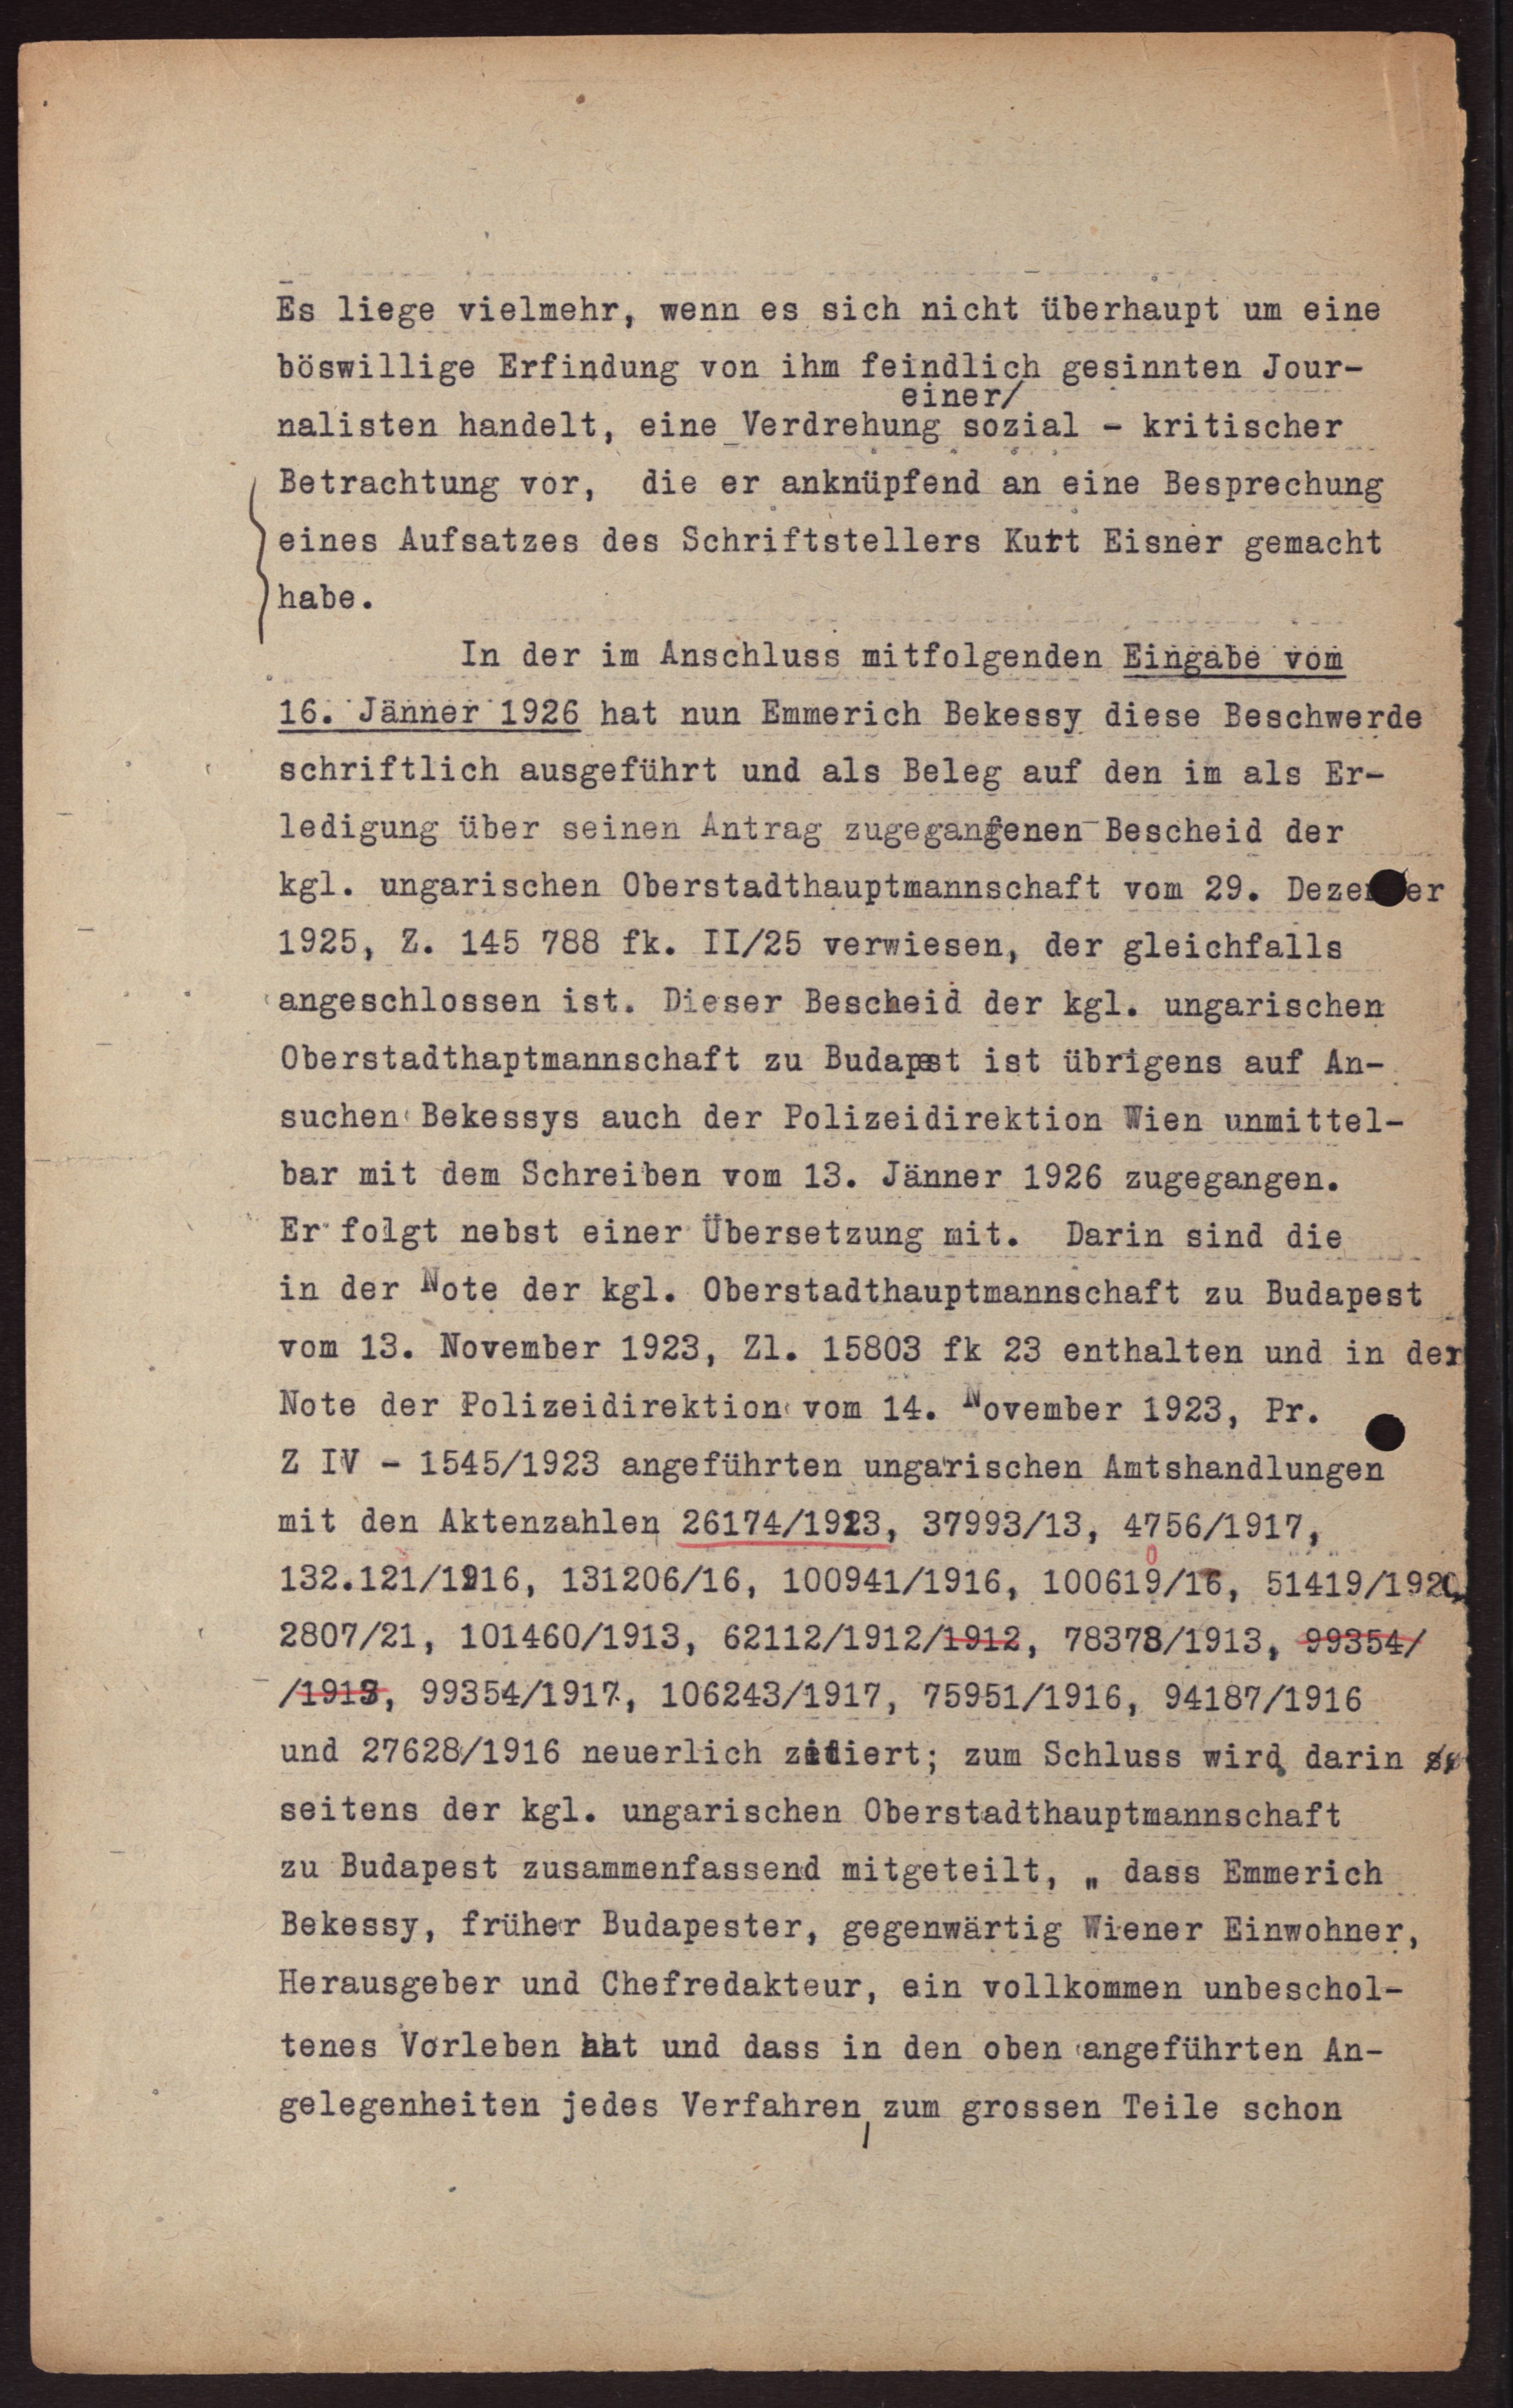 Es liege vielmehr, wenn es sich nicht überhaupt um eine
böswillige Erfindung von ihm feindlich gesinnten Jour-
einer/
nalisten handelt, eine Verdrehung sozial - kritischer
Betrachtung vor, die er anknüpfend an eine Besprechung
eines Aufsatzes des Schriftstellers Kurt Eisner gemacht
habe.
In der im Anschluss mitfolgenden Eingabe vom
16. Jänner 1926 hat nun Emmerich Bekessy diese Beschwerde
schriftlich ausgeführt und als Beleg auf den im als Er-
ledigung über seinen Antrag zugegangenen Bescheid der
kgl. ungarischen Oberstadthauptmannschaft vom 29. Dezember
1925, Z. 145 788 fk. II/25 verwiesen, der gleichfalls
angeschlossen ist. Dieser Bescheid der kgl. ungarischen
Oberstadthaptmannschaft zu Budapest ist übrigens auf An-
suchen Bekessys auch der Polizeidirektion Wien unmittel-
bar mit dem Schreiben vom 13. Jänner 1926 zugegangen.
Er folgt nebst einer Übersetzung mit. Darin sind die
in der Note der kgl. Oberstadthauptmannschaft zu Budapest
vom 13. November 1923, Zl. 15803 fk 23 enthalten und in der
Note der Polizeidirektion vom 14. November 1923, Pr.
Z IV - 1545/1923 angeführten ungarischen Amtshandlungen
mit den Aktenzahlen 26174/1913, 37993/13, 4756/1917,
132.121/1916, 131206/16, 100941/1916, 100619/16, 51419/1920,
0
2807/21, 101460/1913, 62112/1912/1912, 78378/1913, 99354/
/1913, 99354/1917, 106243/1917, 75951/1916, 94187/1916
und 27628/1916 neuerlich zitiert; zum Schluss wird darin
seitens der kgl. ungarischen Oberstadthauptmannschaft
zu Budapest zusammenfassend mitgeteilt, „ dass Emmerich
Bekessy, früher Budapester, gegenwärtig Wiener Einwohner,
Herausgeber und Chefredakteur, ein vollkommen unbeschol-
tenes Vorleben hat und dass in den oben angeführten An-
gelegenheiten jedes Verfahren, zum grossen Teile schon